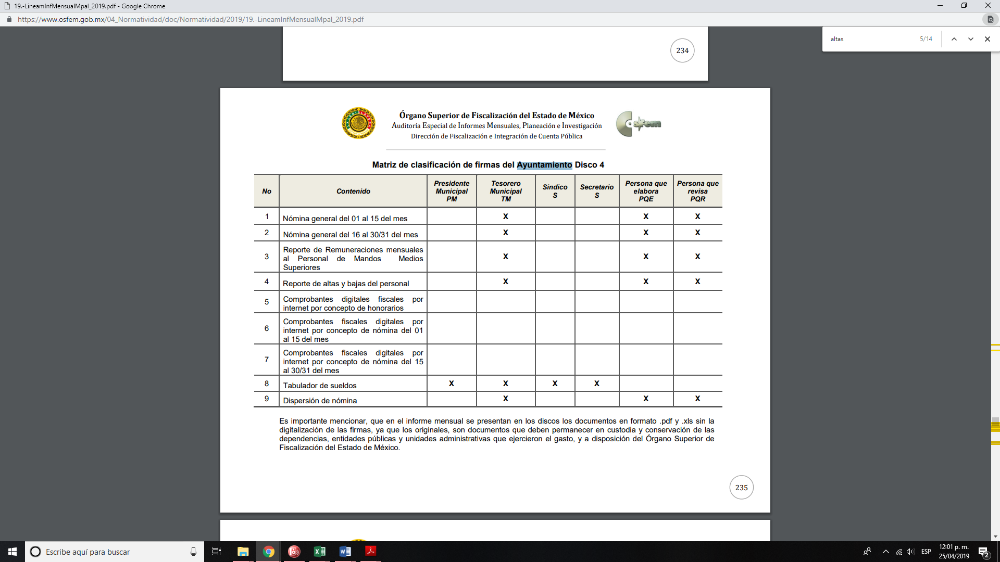 19.-LineamInfMensualMpal_2019.pdf - Google Chrome
https://www.osfem.gob.mx/04_Normatividad/doc/Normatividad/2019/19.-LineamInfMensualMpal_2019.pdf
altas 5/14
234
Órgano Superior de Fiscalización del Estado de México
Auditoría Especial de Informes Mensuales, Planeación e Investigación
Dirección de Fiscalización e Integración de Cuenta Pública
osfem
Matriz de clasificación de firmas del Ayuntamiento Disco 4
No Contenido Presidente Municipal PM Tesorero Municipal TM Sindico S Secretario S Persona que elabora PQE Persona que revisa PQR
1 Nómina general del 01 al 15 del mes X X X
2 Nómina general del 16 al 30/31 del mes X X X
3 Reporte de Remuneraciones mensuales
al Personal de Mandos Medios
Superiores X X X
4 Reporte de altas y bajas del personal X X X
5 Comprobantes digitales fiscales por
internet por concepto de honorarios
6 Comprobantes fiscales digitales por
internet por concepto de nómina del 01
al 15 del mes
7 Comprobantes fiscales digitales por
internet por concepto de nómina del 15
al 30/31 del mes
8 Tabulador de sueldos X X X X
9 Dispersión de nómina X X X
Es importante mencionar, que en el informe mensual se presentan en los discos los documentos en formato .pdf y .xls sin la
digitalización de las firmas, ya que los originales, son documentos que deben permanecer en custodia y conservación de las
dependencias, entidades públicas y unidades administrativas que ejercieron el gasto, y a disposición del Órgano Superior de
Fiscalización del Estado de México.
235
Escribe aquí para buscar
ESP
12:01 p. m.
25/04/2019
2